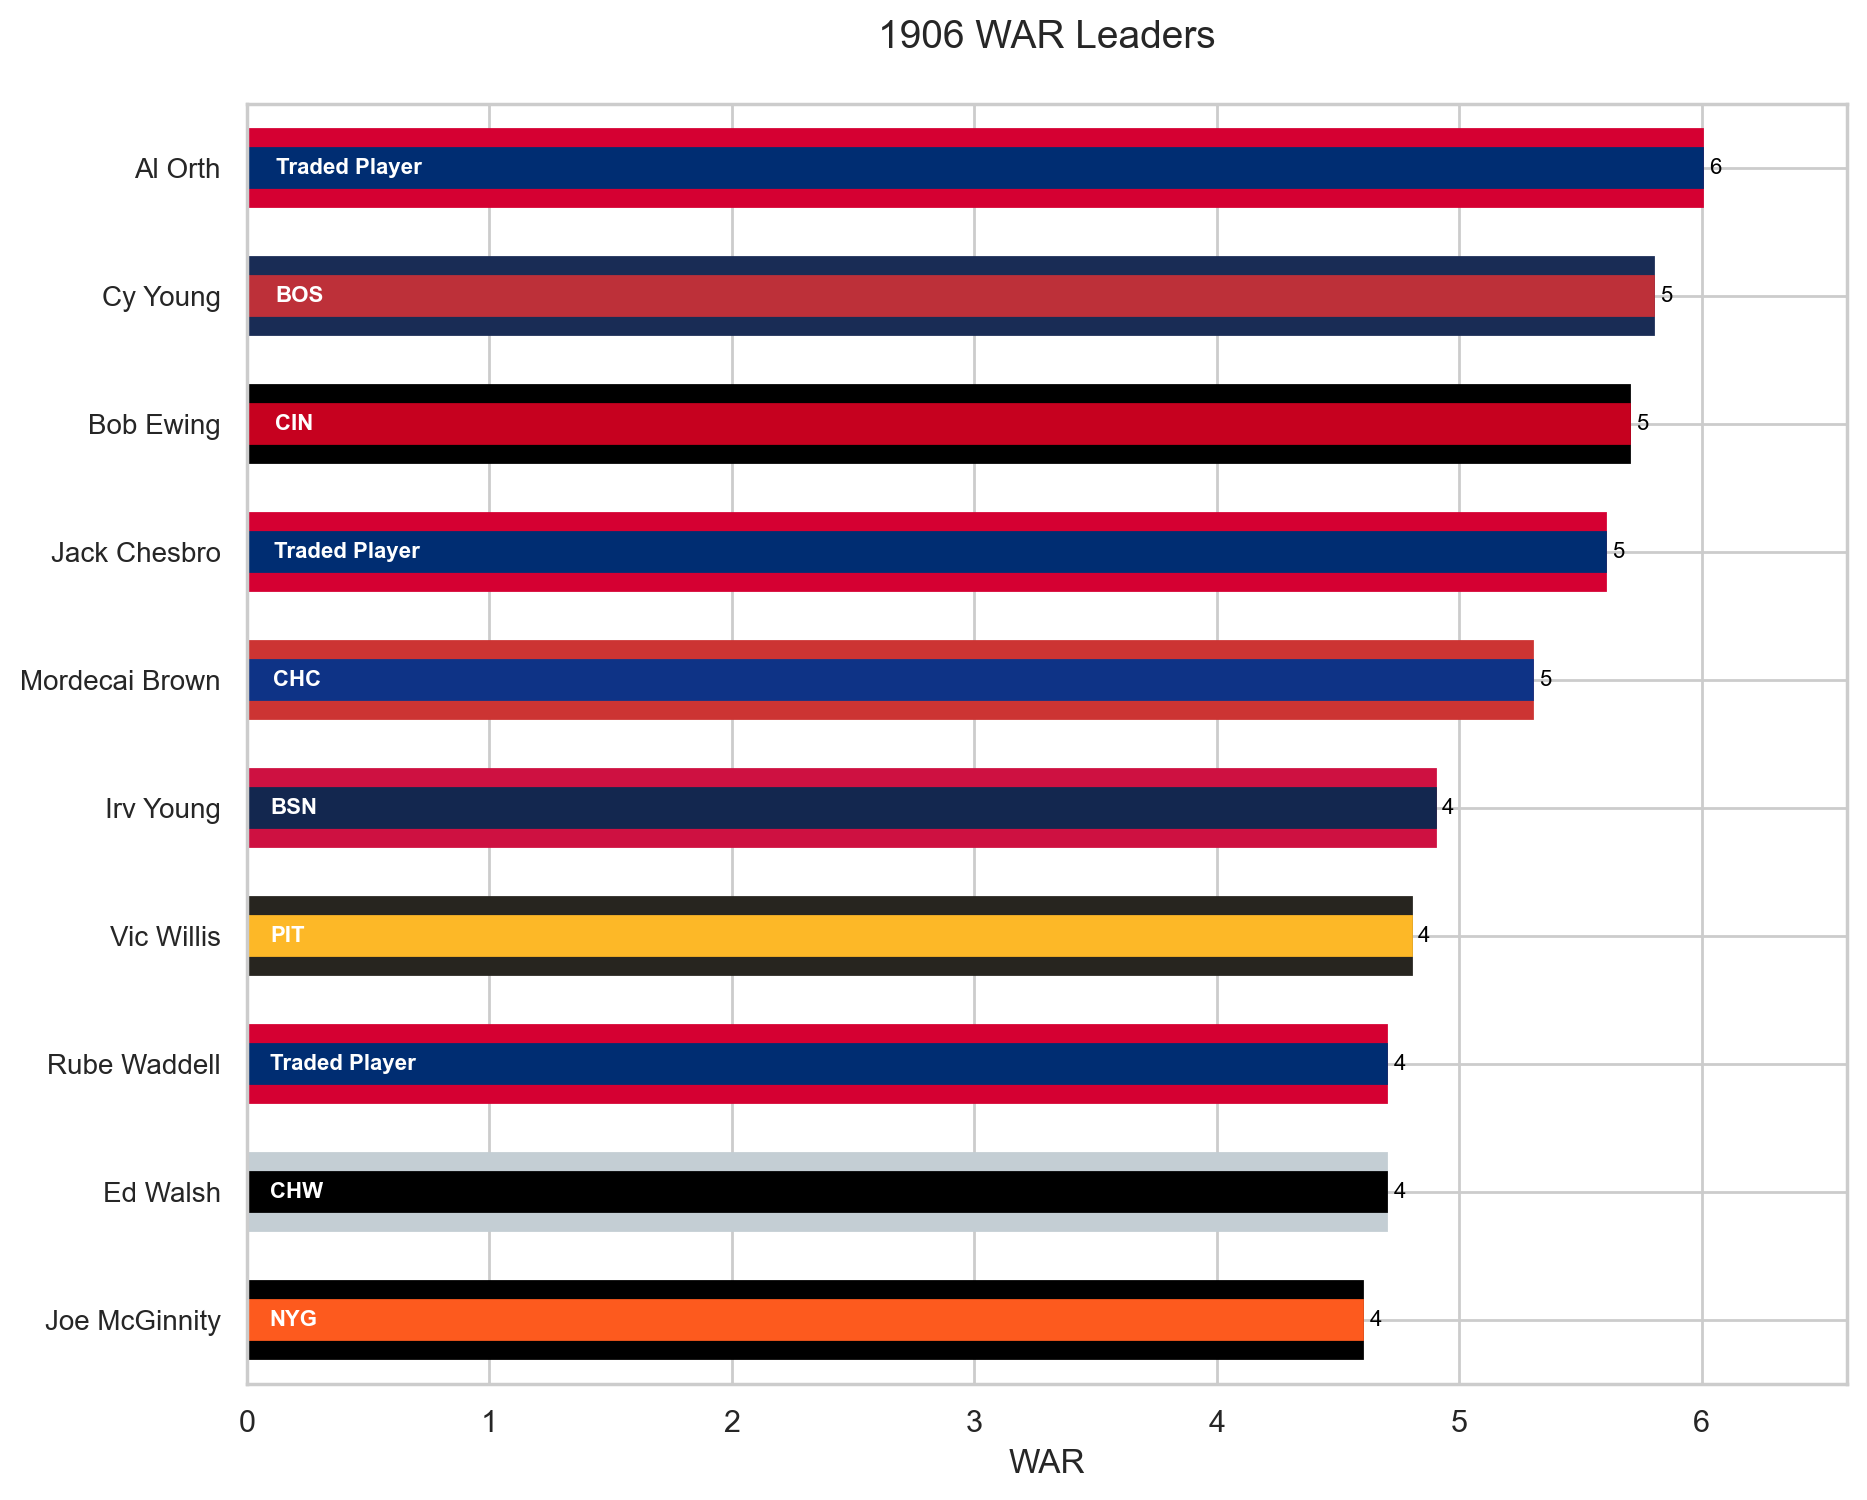 1906 WAR Leaders
Al Orth
Traded Player
6
Cy Young
BOS
5
Bob Ewing
CIN
5
Jack Chesbro
Traded Player
5
Mordecai Brown
CHC
5
Irv Young
BSN
4
Vic Willis
PIT
4
Rube Waddell
Traded Player
4
Ed Walsh
CHW
4
Joe McGinnity
NYG
4
0 1 2 3 4 5 6
WAR